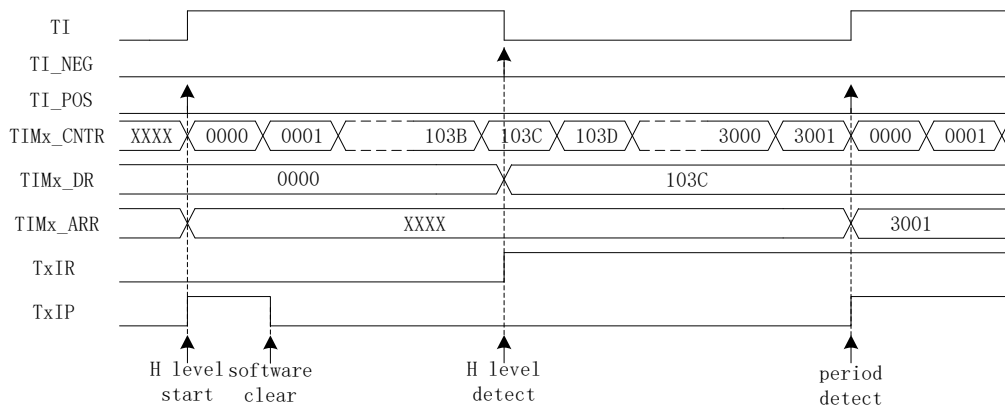 TI
TI_NEG
TI_POS
TIMx_CNTR XXXX 0000 0001 103B 103C 103D 3000 3001 0000 0001
TIMx_DR 0000 103C
TIMx_ARR XXXX 3001
TxIR
TxIP
H level start
software clear
H level detect
period detect